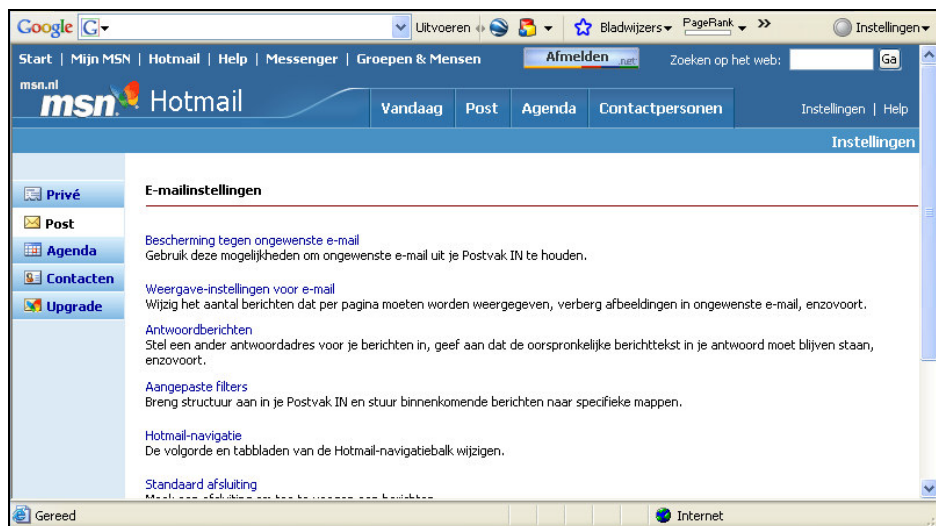 Google G Uitvoeren Bladwijzers PageRank » Instellingen
Start | Mijn MSN | Hotmail | Help | Messenger | Groepen & Mensen Afmelden .net Zoeken op het web: Ga
msn.nl
msn Hotmail Vandaag Post Agenda Contactpersonen Instellingen | Help
Instellingen
Privé
Post
Agenda
Contacten
Upgrade
E-mailinstellingen
Bescherming tegen ongewenste e-mail
Gebruik deze mogelijkheden om ongewenste e-mail uit je Postvak IN te houden.
Weergave-instellingen voor e-mail
Wijzig het aantal berichten dat per pagina moeten worden weergegeven, verberg afbeeldingen in ongewenste e-mail, enzovoort.
Antwoordberichten
Stel een ander antwoordadres voor je berichten in, geef aan dat de oorspronkelijke berichttekst in je antwoord moet blijven staan,
enzovoort.
Aangepaste filters
Breng structuur aan in je Postvak IN en stuur binnenkomende berichten naar specifieke mappen.
Hotmail-navigatie
De volgorde en tabbladen van de Hotmail-navigatiebalk wijzigen.
Standaard afsluiting
Gereed Internet